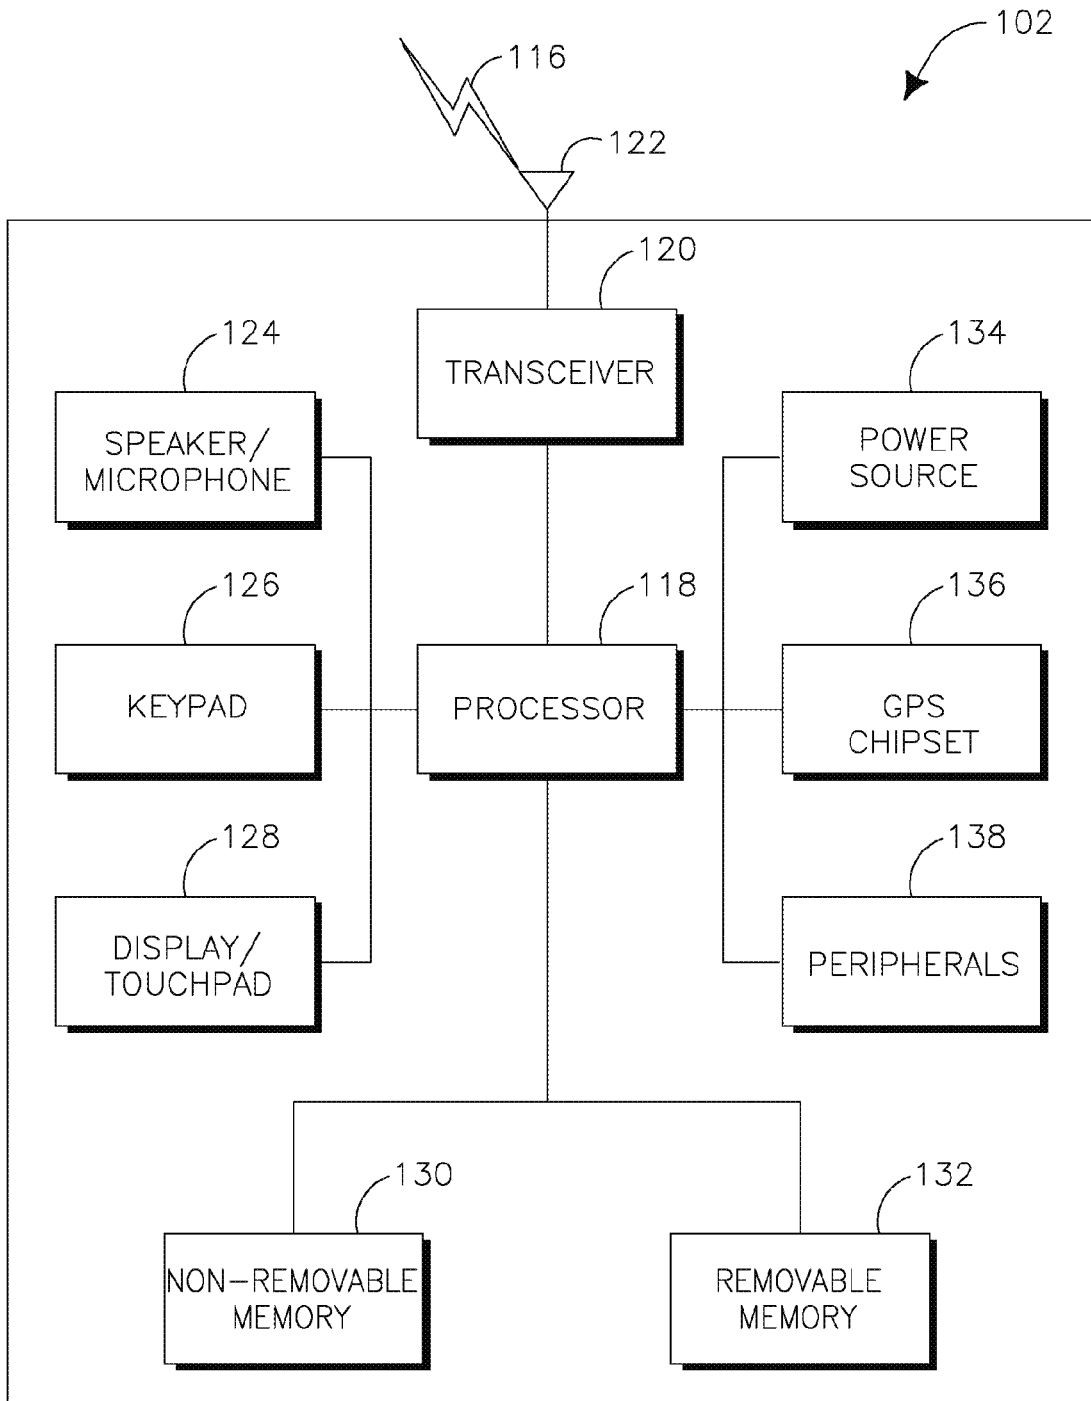 102
116
122
120
TRANSCEIVER
124
SPEAKER/
MICROPHONE
134
POWER
SOURCE
126
KEYPAD
118
PROCESSOR
136
GPS
CHIPSET
128
DISPLAY/
TOUCHPAD
138
PERIPHERALS
130
NON-REMOVABLE
MEMORY
132
REMOVABLE
MEMORY